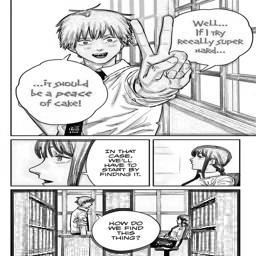 Well...
If I try
reeally super
hard...
...it should
be a peace
of cake!
IN THAT
CASE,
WE'LL
HAVE TO
START BY
FINDING IT.
HOW DO
WE FIND
THIS
THING?